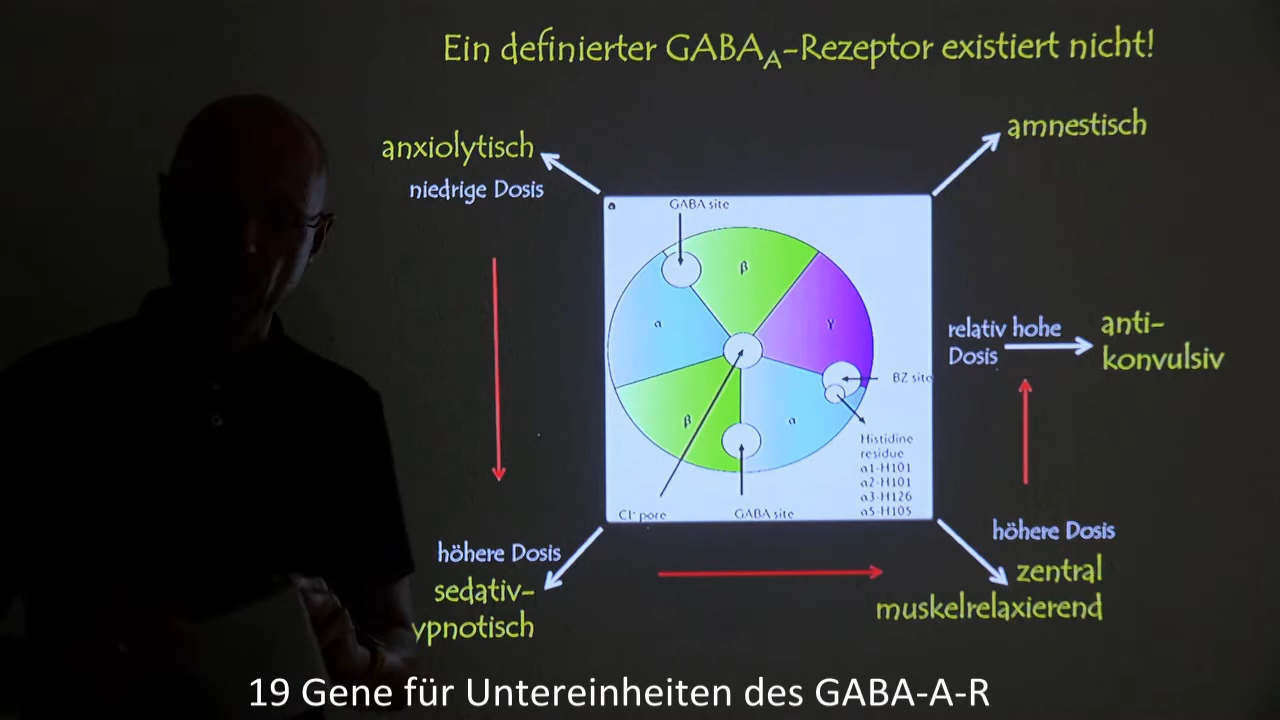 Ein definierter GABAA-Rezeptor existiert nicht!
anxiolytisch
niedrige Dosis
amnestisch
a
GABA site
β
γ
α
relativ hohe
Dosis
anti-
konvulsiv
BZ site
β
α
Histidine
residue
α1-H101
α2-H101
α3-H126
α5-H105
Cl- pore
GABA site
höhere Dosis
sedativ-
ypnotisch
höhere Dosis
zentral
muskelrelaxierend
19 Gene für Untereinheiten des GABA-A-R